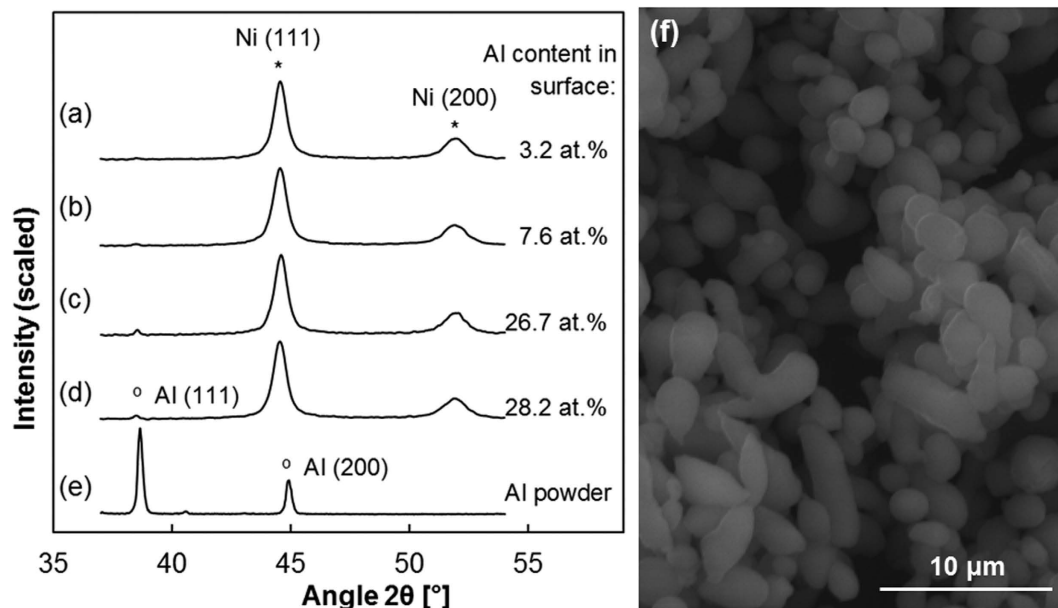 Ni (111)
*
Al content in
surface:
Ni (200)
*
(a)
3.2 at.%
(b)
7.6 at.%
(c)
26.7 at.%
(d)
o Al (111)
28.2 at.%
(e)
o Al (200)
Al powder
Intensity (scaled)
35 40 45 50 55
Angle 2θ [°]
(f)
10 μm